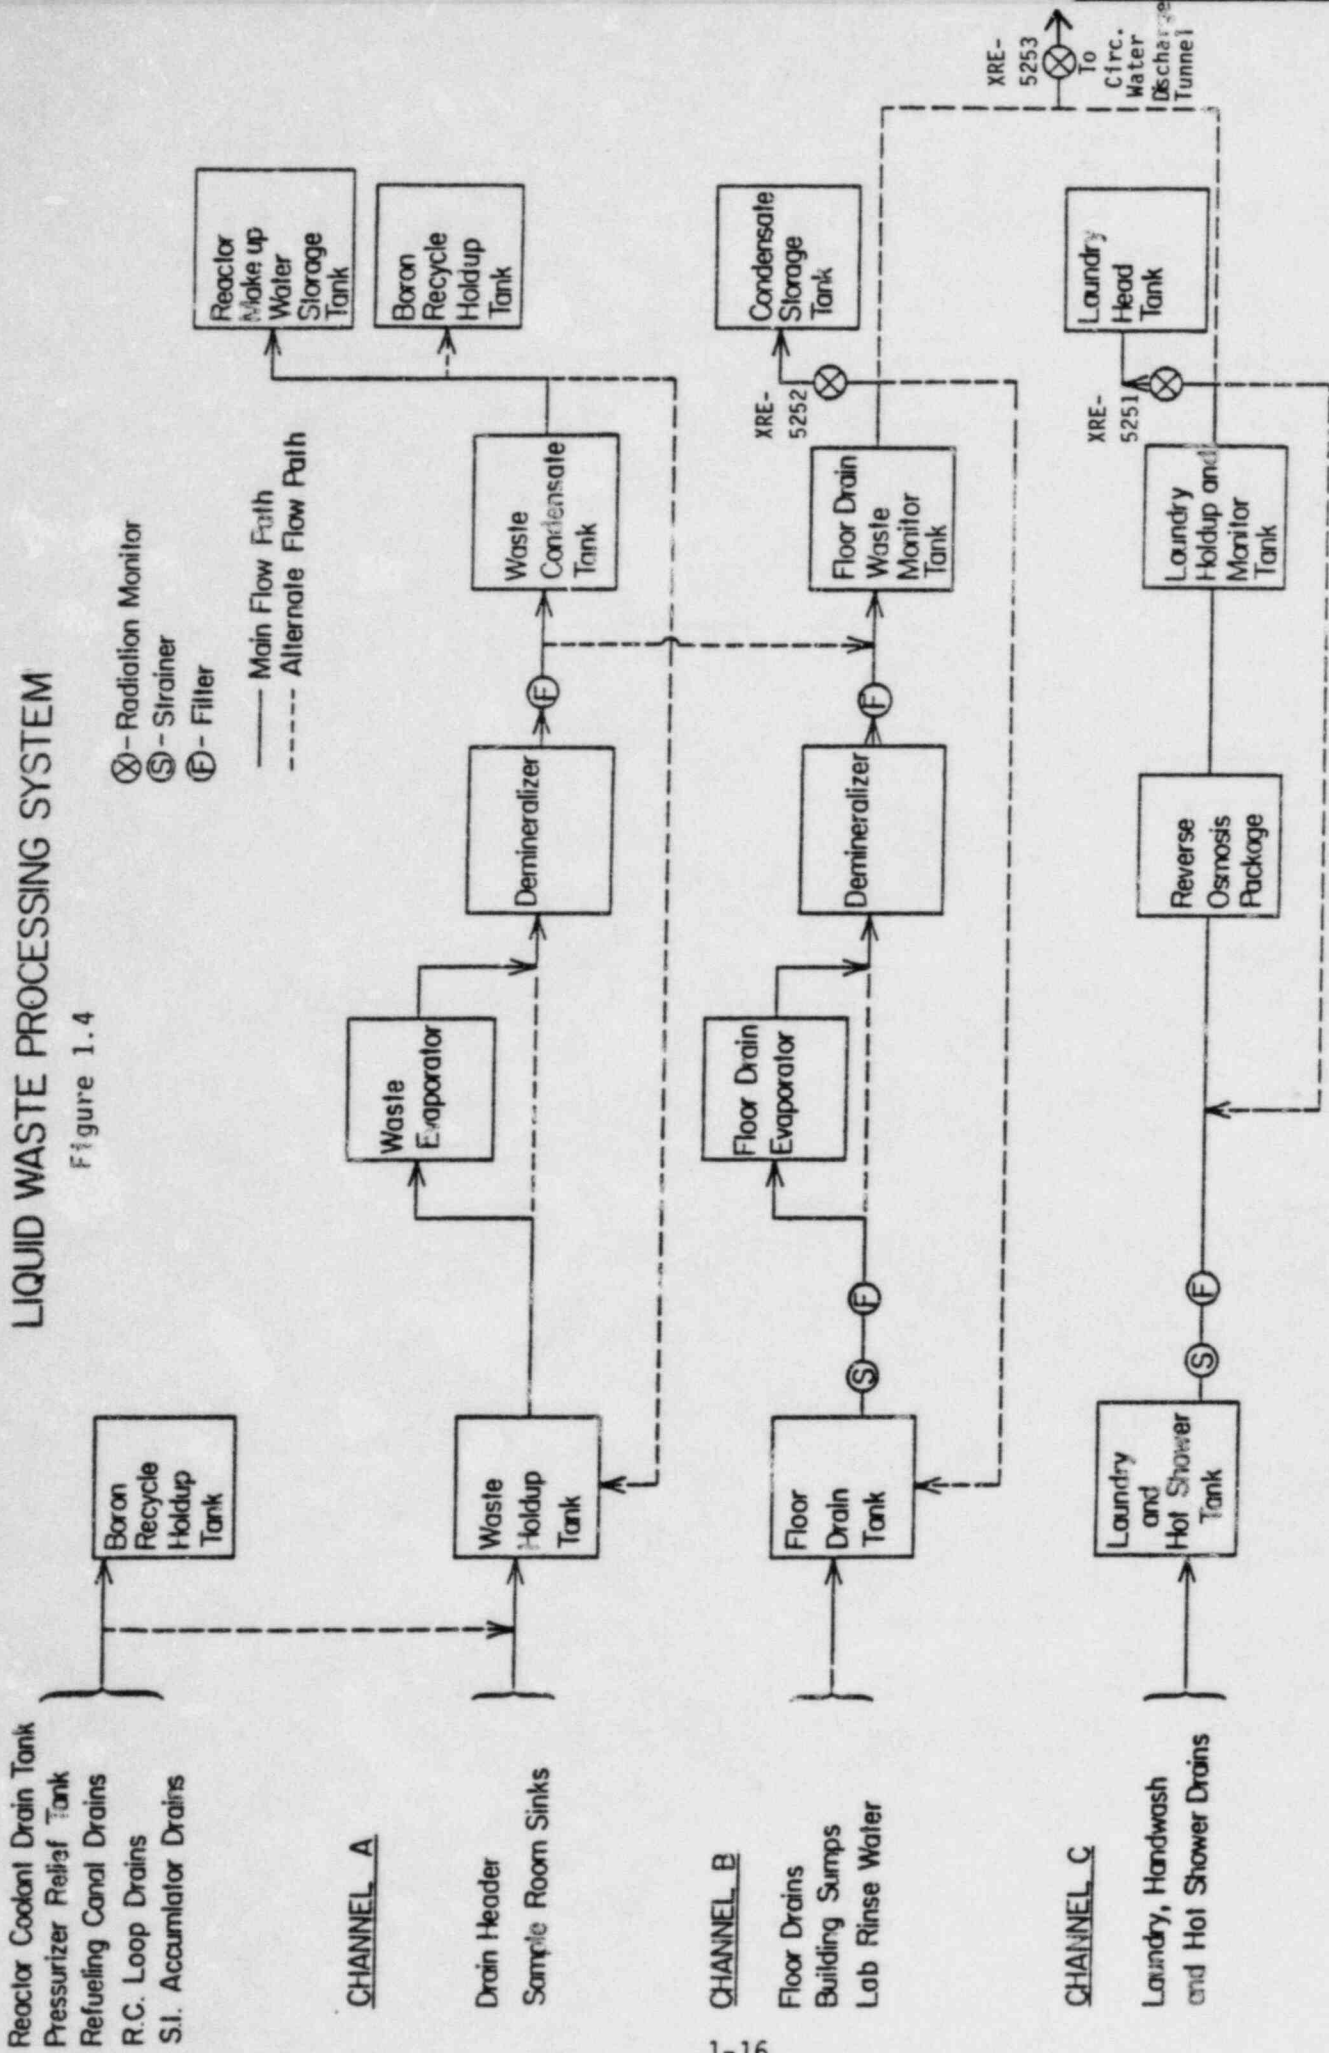 LIQUID WASTE PROCESSING SYSTEM
Figure 1.4
Ⓧ - Radiation Monitor
Ⓢ - Strainer
Ⓕ - Filter
Main Flow Path
Alternate Flow Path
Reactor Coolant Drain Tank
Pressurizer Relief Tank
Refueling Canal Drains
R.C. Loop Drains
S.I. Accumlator Drains
Boron
Recycle
Holdup
Tank
CHANNEL A
Drain Header
Sample Room Sinks
Waste
Holdup
Tank
Waste
Evaporator
Demineralizer
F
Waste
Condensate
Tank
Reactor
Make up
Water
Storage
Tank
Boron
Recycle
Holdup
Tank
CHANNEL B
Floor Drains
Building Sumps
Lab Rinse Water
Floor
Drain
Tank
S
F
Floor Drain
Evaporator
Demineralizer
F
Floor Drain
Waste
Monitor
Tank
XRE-
5252
Condensate
Storage
Tank
XRE-
5253
To
Circ.
Water
Discharge
Tunnel
CHANNEL C
Laundry, Handwash
and Hot Shower Drains
Laundry
and
Hot Shower
Tank
S
F
Reverse
Osmosis
Package
Laundry
Holdup and
Monitor
Tank
XRE-
5251
Laundry
Head
Tank
1-16